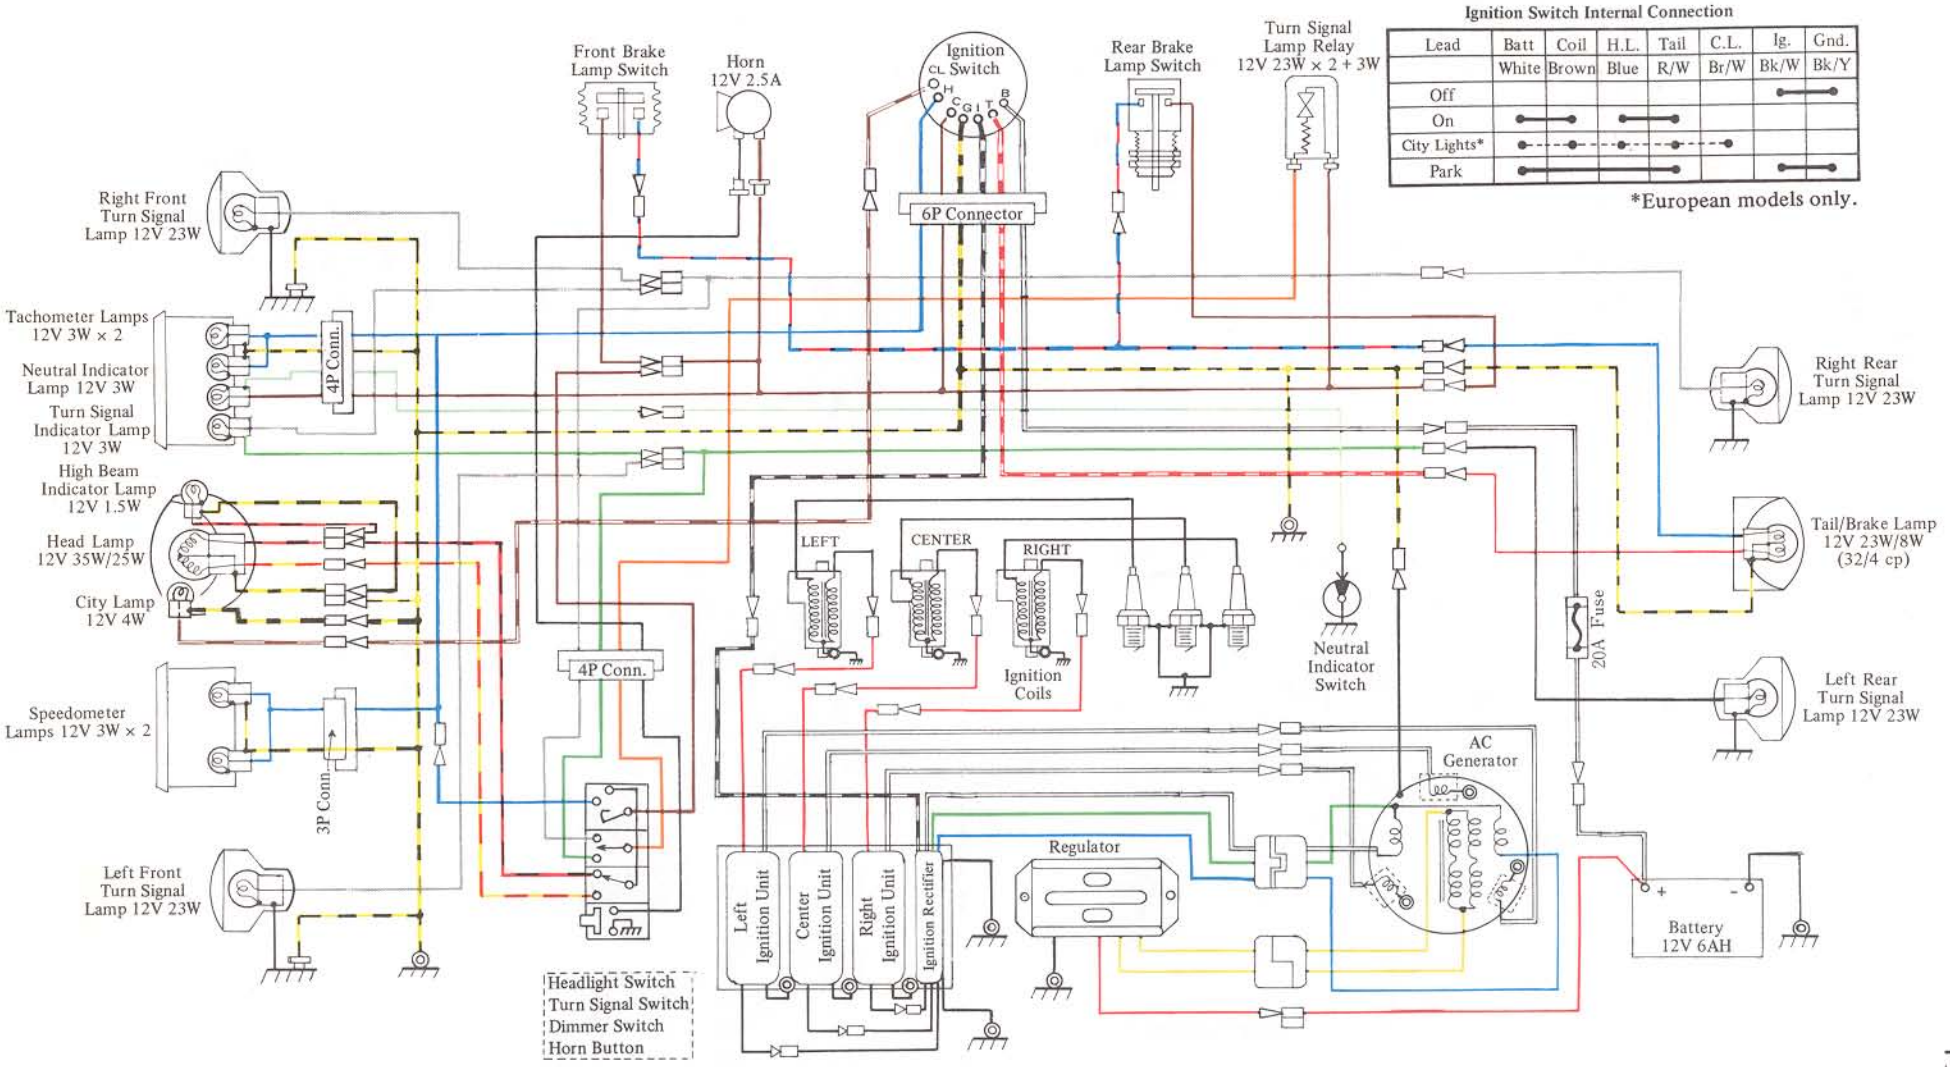 Ignition Switch Internal Connection
Lead Batt Coil H.L. Tail C.L. Ig. Gnd.
White Brown Blue R/W Br/W Bk/W Bk/Y
Off
On
City Lights*
Park
*European models only.
Front Brake
Lamp Switch
Horn
12V 2.5A
Ignition
Switch
CL
H
C
G
I
T
B
6P Connector
Rear Brake
Lamp Switch
Turn Signal
Lamp Relay
12V 23W × 2 + 3W
Right Front
Turn Signal
Lamp 12V 23W
Tachometer Lamps
12V 3W × 2
Neutral Indicator
Lamp 12V 3W
Turn Signal
Indicator Lamp
12V 3W
High Beam
Indicator Lamp
12V 1.5W
Head Lamp
12V 35W/25W
City Lamp
12V 4W
Speedometer
Lamps 12V 3W × 2
Left Front
Turn Signal
Lamp 12V 23W
4P Conn.
3P Conn.
4P Conn.
Headlight Switch
Turn Signal Switch
Dimmer Switch
Horn Button
LEFT
CENTER
RIGHT
Ignition
Coils
Left
Ignition Unit
Center
Ignition Unit
Right
Ignition Unit
Ignition Rectifier
Regulator
Neutral
Indicator
Switch
AC
Generator
20A Fuse
+
-
Battery
12V 6AH
Right Rear
Turn Signal
Lamp 12V 23W
Tail/Brake Lamp
12V 23W/8W
(32/4 cp)
Left Rear
Turn Signal
Lamp 12V 23W